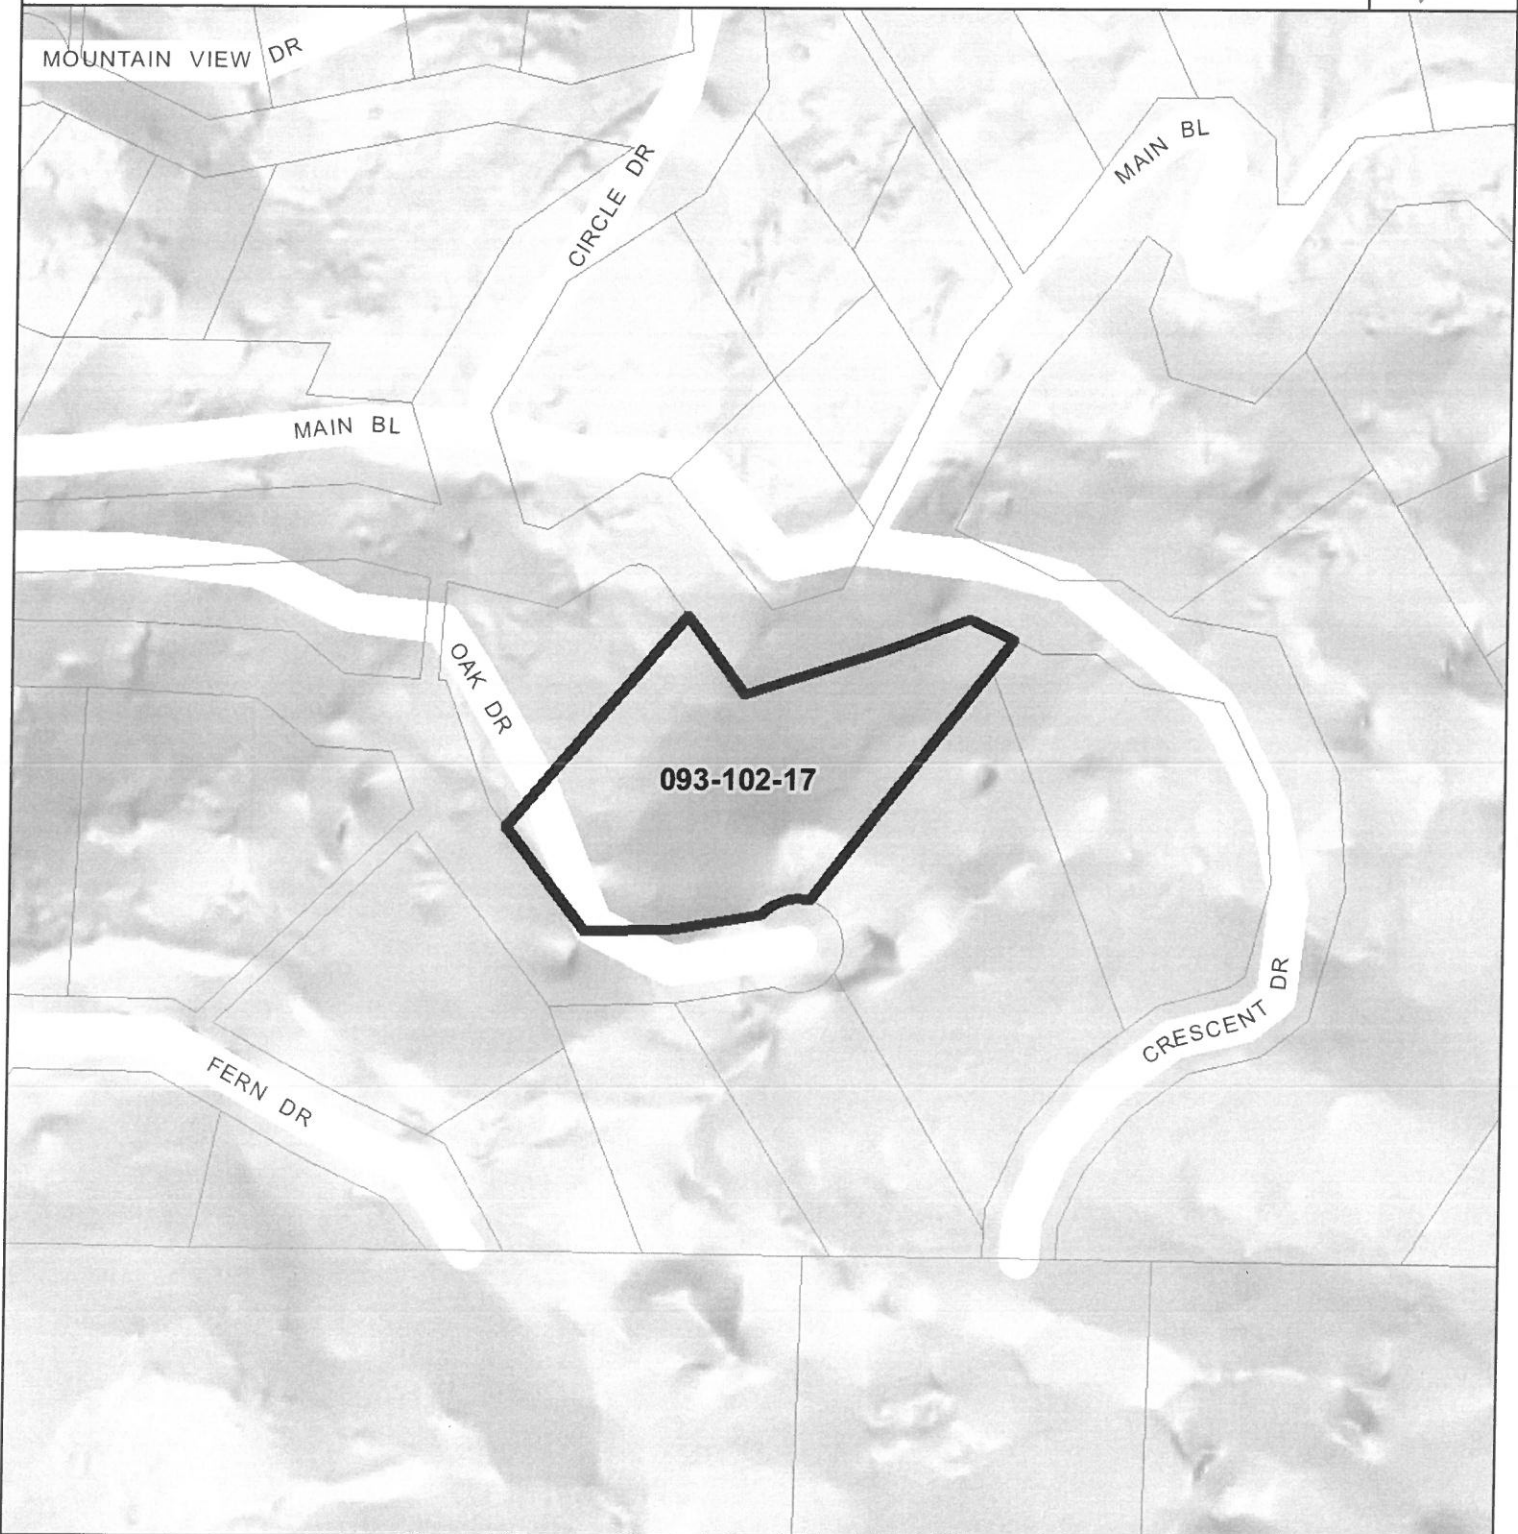 MOUNTAIN VIEW DR
CIRCLE DR
MAIN BL
MAIN BL
OAK DR
093-102-17
CRESCENT DR
FERN DR